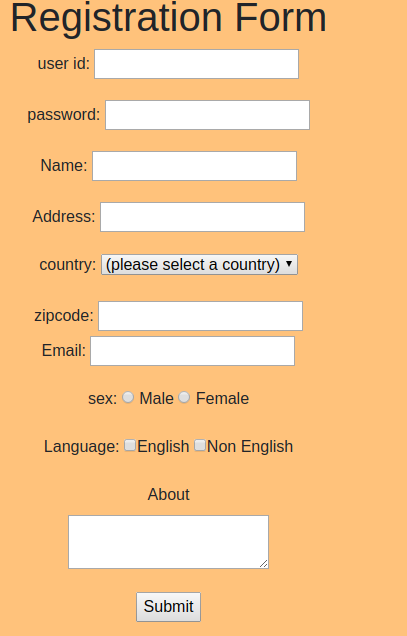 Registration Form
user id:
password:
Name:
Address:
country: (please select a country)
zipcode:
Email:
sex: Male Female
Language: English Non English
About
Submit